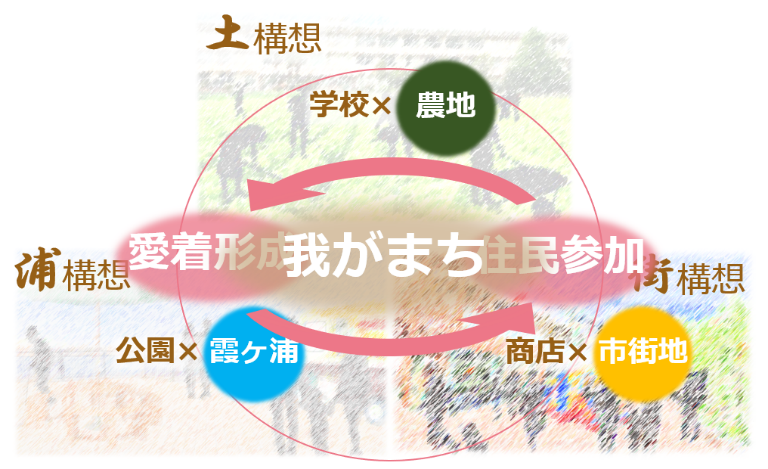 土構想
学校×農地
愛着形成
我がまち
住民参加
浦構想
街構想
公園×霞ヶ浦
商店×市街地